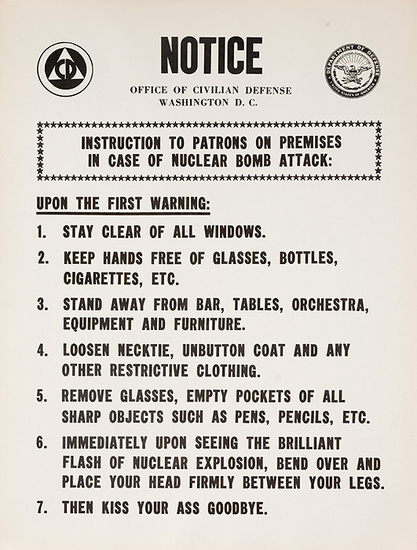 CD
NOTICE
DEPARTMENT OF DEFENSE
UNITED STATES OF AMERICA
OFFICE OF CIVILIAN DEFENSE
WASHINGTON D. C.
INSTRUCTION TO PATRONS ON PREMISES
IN CASE OF NUCLEAR BOMB ATTACK:
UPON THE FIRST WARNING:
1. STAY CLEAR OF ALL WINDOWS.
2. KEEP HANDS FREE OF GLASSES, BOTTLES,
CIGARETTES, ETC.
3. STAND AWAY FROM BAR, TABLES, ORCHESTRA,
EQUIPMENT AND FURNITURE.
4. LOOSEN NECKTIE, UNBUTTON COAT AND ANY
OTHER RESTRICTIVE CLOTHING.
5. REMOVE GLASSES, EMPTY POCKETS OF ALL
SHARP OBJECTS SUCH AS PENS, PENCILS, ETC.
6. IMMEDIATELY UPON SEEING THE BRILLIANT
FLASH OF NUCLEAR EXPLOSION, BEND OVER AND
PLACE YOUR HEAD FIRMLY BETWEEN YOUR LEGS.
7. THEN KISS YOUR ASS GOODBYE.